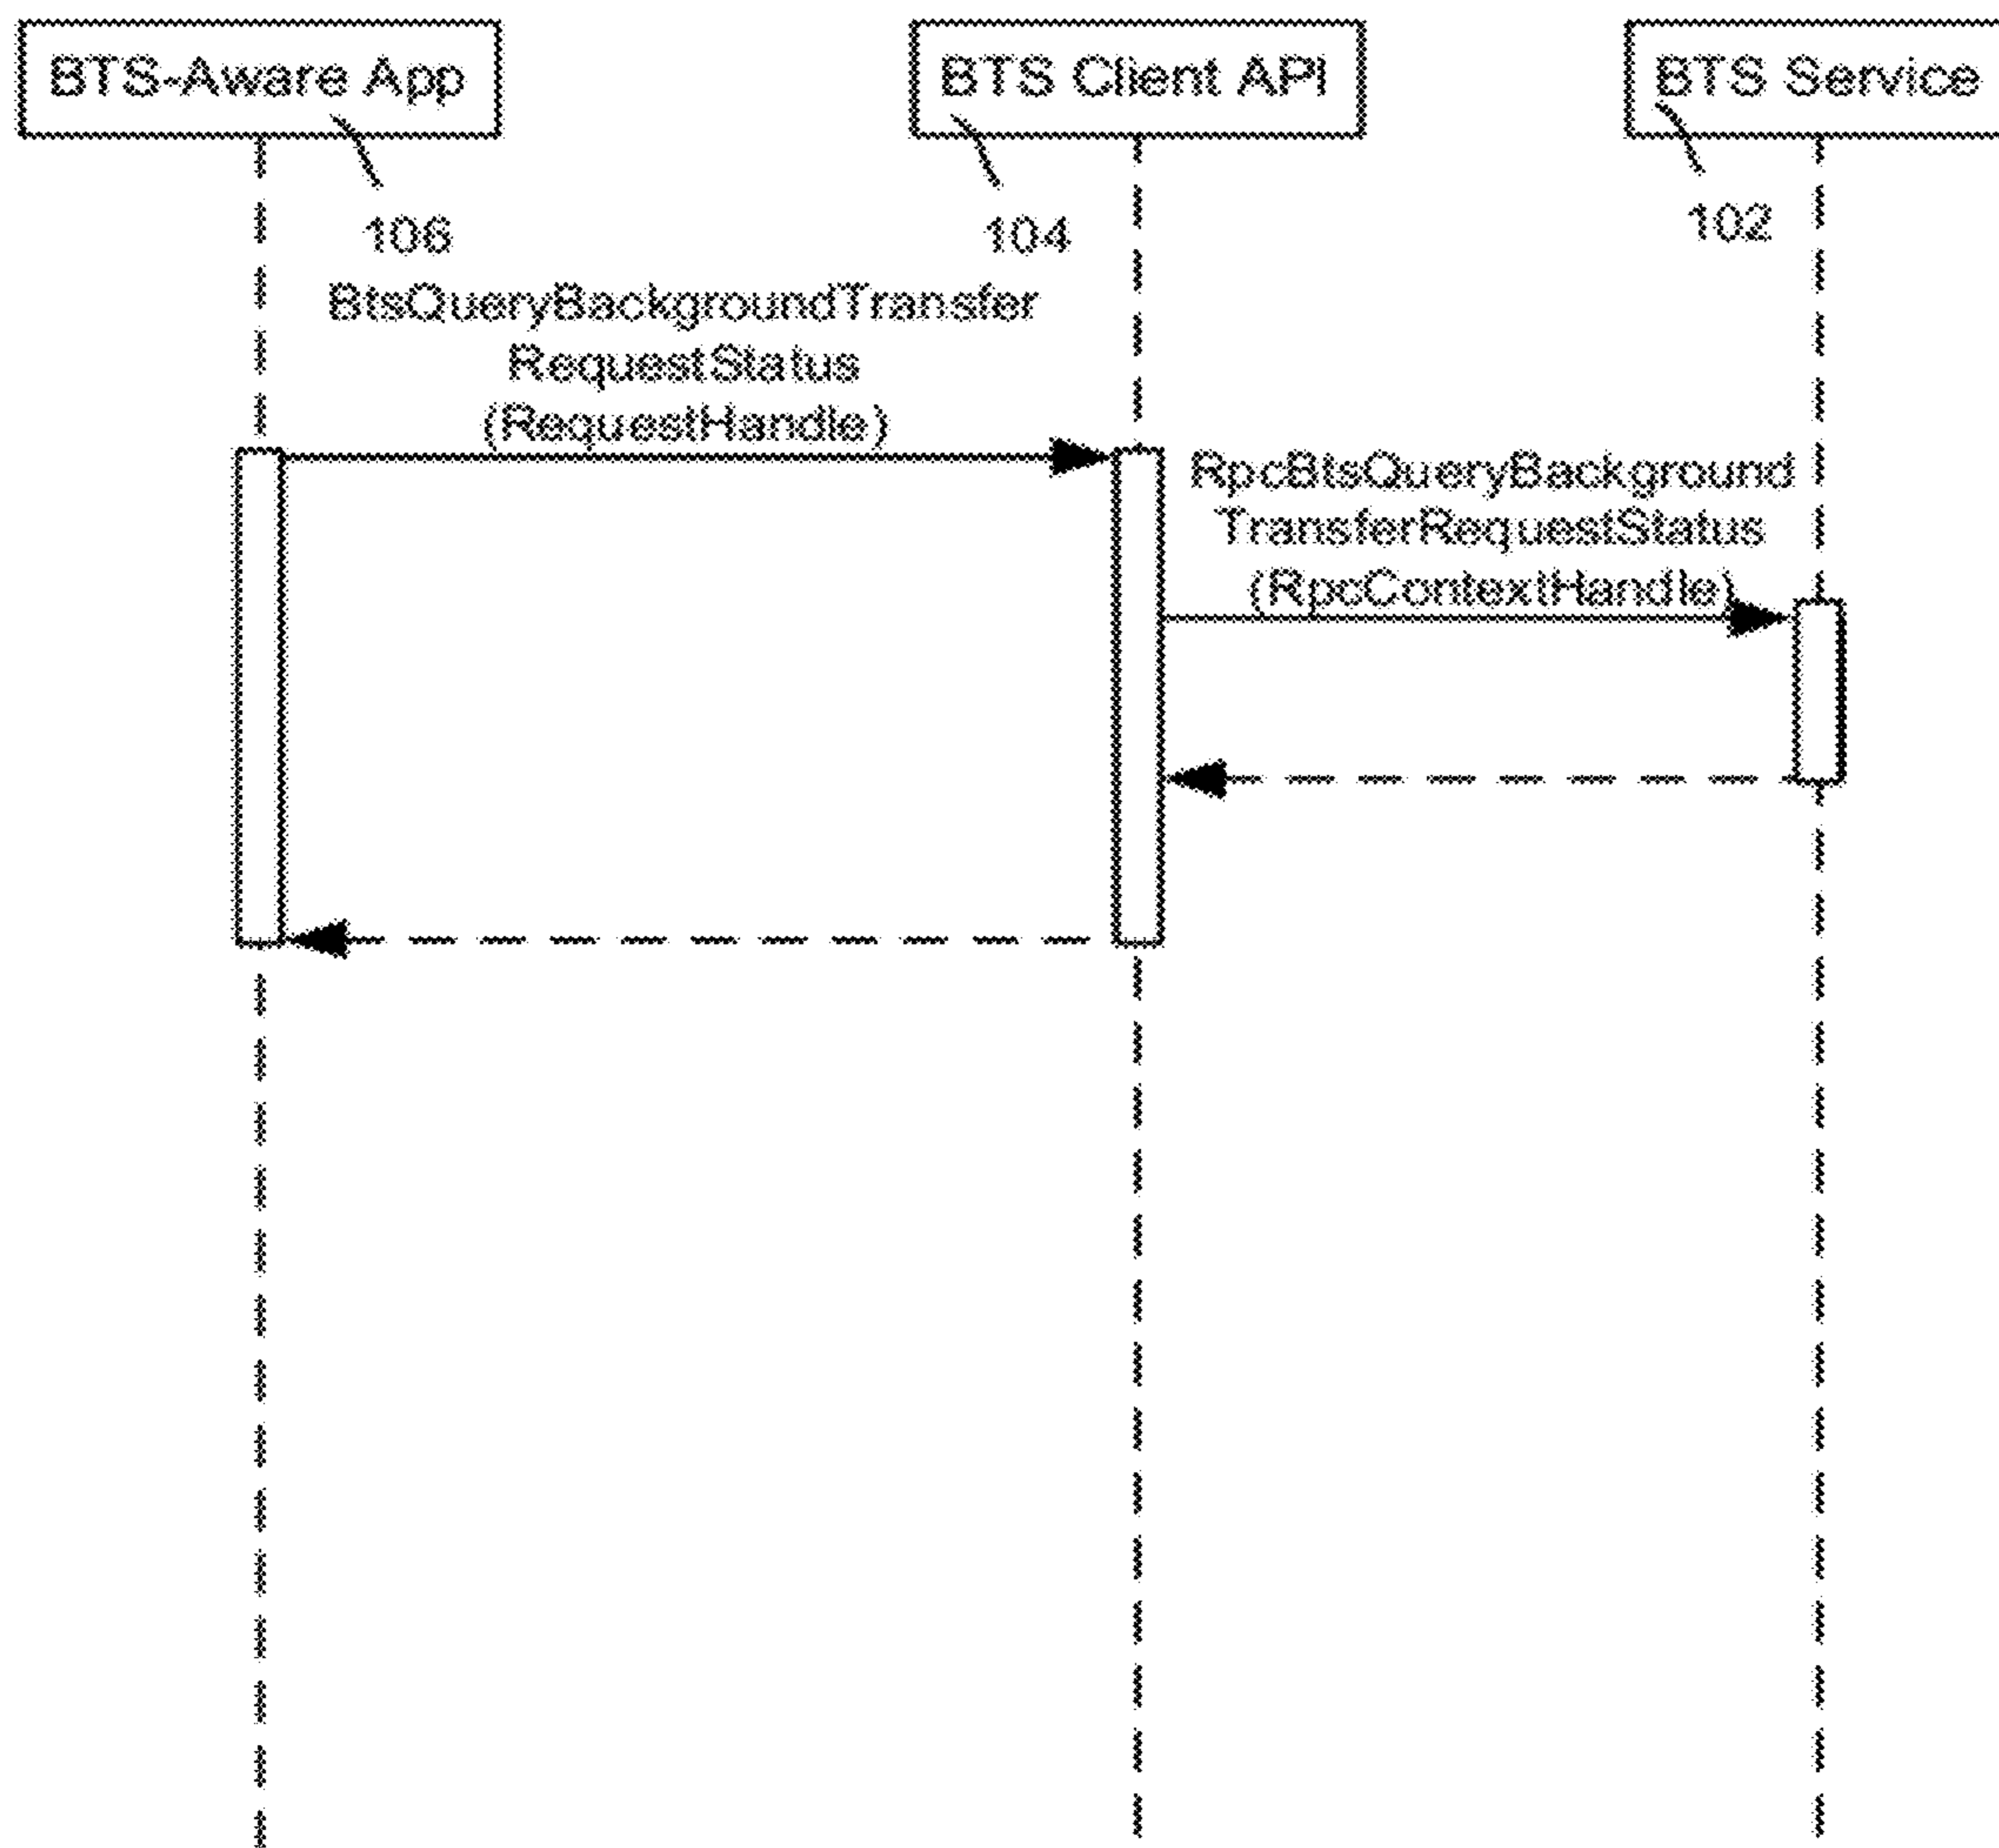 BTS-Aware App
BTS Client API
BTS Service
106
104
102
BtsQueryBackgroundTransfer
RequestStatus
(RequestHandle)
RpcBtsQueryBackground
TransferRequestStatus
(RpcContextHandle)